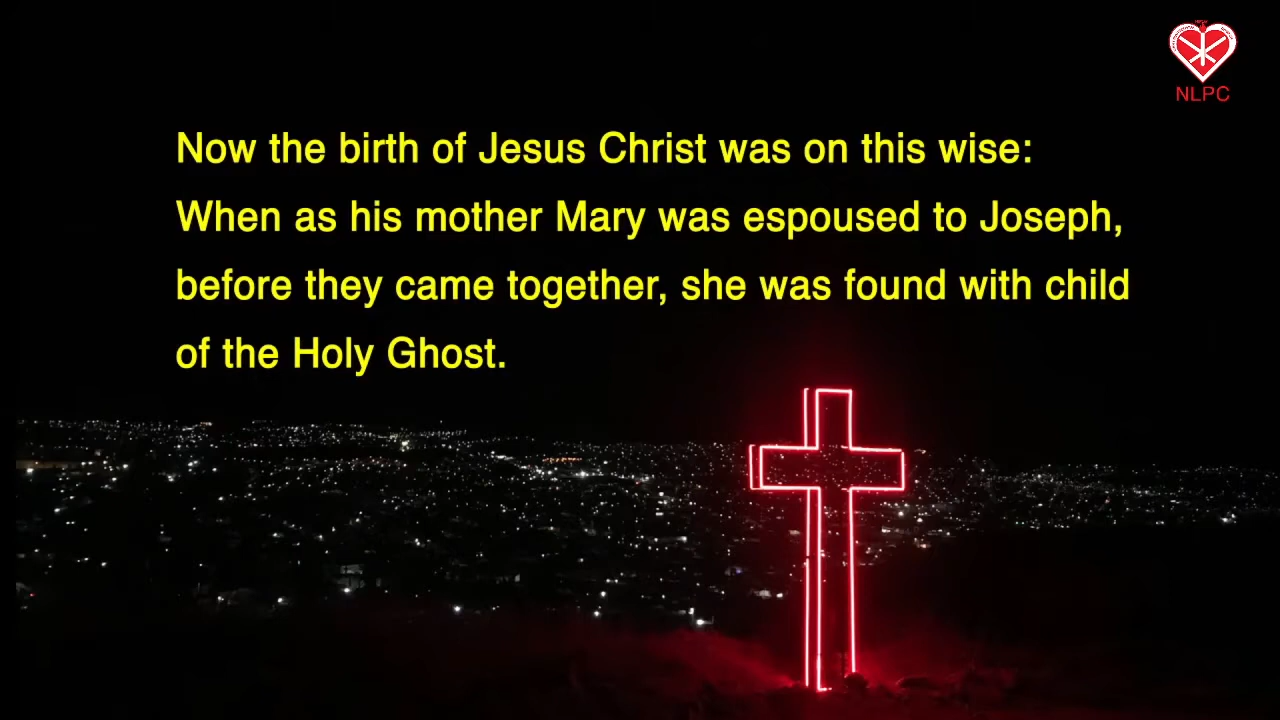 NLPC
Now the birth of Jesus Christ was on this wise:
When as his mother Mary was espoused to Joseph,
before they came together, she was found with child
of the Holy Ghost.